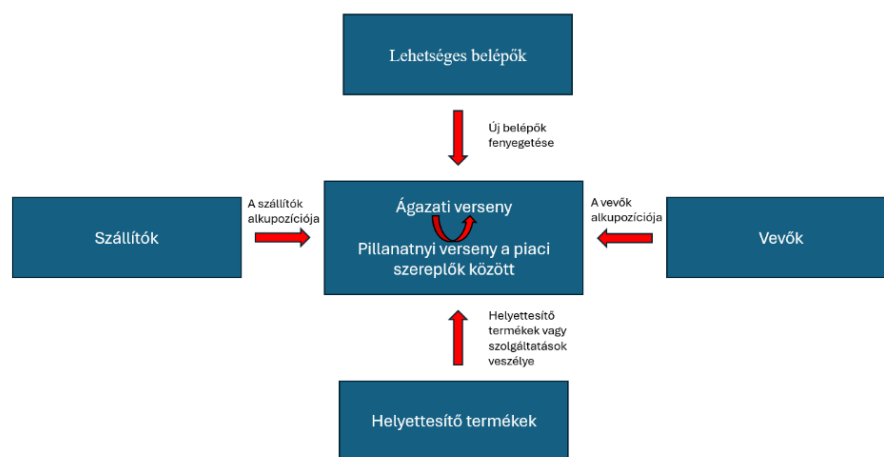 Lehetséges belépők
Új belépők
fenyegetése
A szállítók
alkupozíciója
Ágazati verseny
A vevők
alkupozíciója
Szállítók
Pillanatnyi verseny a piaci
szereplők között
Vevők
Helyettesítő
termékek vagy
szolgáltatások
veszélye
Helyettesítő termékek